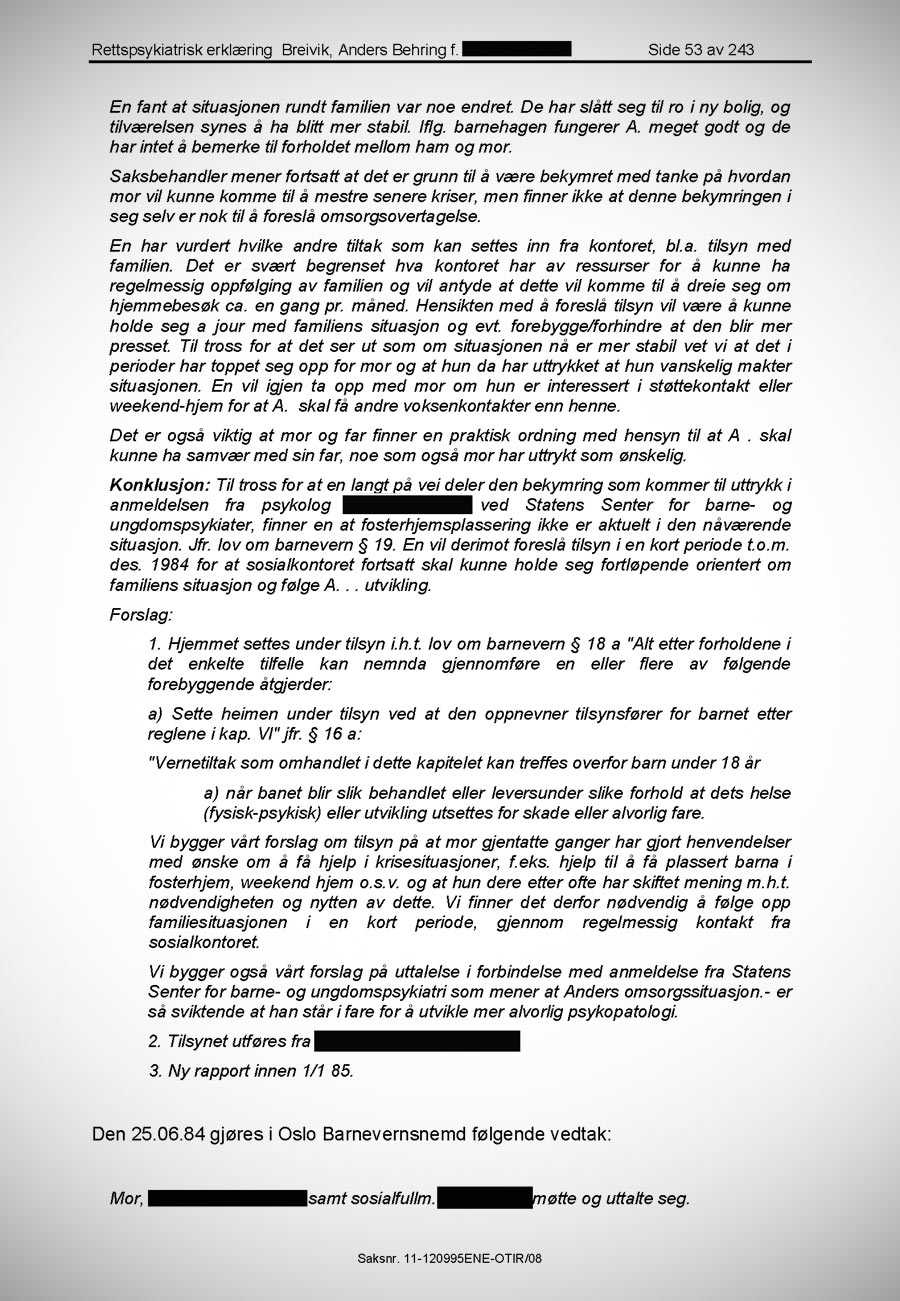 Rettspsykiatrisk erklæring Breivik, Anders Behring f. Side 53 av 243
En fant at situasjonen rundt familien var noe endret. De har slått seg til ro i ny bolig, og
tilværelsen synes å ha blitt mer stabil. Iflg. barnehagen fungerer A. meget godt og de
har intet å bemerke til forholdet mellom ham og mor.
Saksbehandler mener fortsatt at det er grunn til å være bekymret med tanke på hvordan
mor vil kunne komme til å mestre senere kriser, men finner ikke at denne bekymringen i
seg selv er nok til å foreslå omsorgsovertagelse.
En har vurdert hvilke andre tiltak som kan settes inn fra kontoret, bl.a. tilsyn med
familien. Det er svært begrenset hva kontoret har av ressurser for å kunne ha
regelmessig oppfølging av familien og vil antyde at dette vil komme til å dreie seg om
hjemmebesøk ca. en gang pr. måned. Hensikten med å foreslå tilsyn vil være å kunne
holde seg a jour med familiens situasjon og evt. forebygge/forhindre at den blir mer
presset. Til tross for at det ser ut som om situasjonen nå er mer stabil vet vi at det i
perioder har toppet seg opp for mor og at hun da har uttrykket at hun vanskelig makter
situasjonen. En vil igjen ta opp med mor om hun er interessert i støttekontakt eller
weekend-hjem for at A. skal få andre voksenkontakter enn henne.
Det er også viktig at mor og far finner en praktisk ordning med hensyn til at A . skal
kunne ha samvær med sin far, noe som også mor har uttrykt som ønskelig.
Konklusjon: Til tross for at en langt på vei deler den bekymring som kommer til uttrykk i
anmeldelsen fra psykolog ved Statens Senter for barne- og
ungdomspsykiater, finner en at fosterhjemsplassering ikke er aktuelt i den nåværende
situasjon. Jfr. lov om barnevern § 19. En vil derimot foreslå tilsyn i en kort periode t.o.m.
des. 1984 for at sosialkontoret fortsatt skal kunne holde seg fortløpende orientert om
familiens situasjon og følge A. . . utvikling.
Forslag:
1. Hjemmet settes under tilsyn i.h.t. lov om barnevern § 18 a "Alt etter forholdene i
det enkelte tilfelle kan nemnda gjennomføre en eller flere av følgende
forebyggende åtgjerder:
a) Sette heimen under tilsyn ved at den oppnevner tilsynsfører for barnet etter
reglene i kap. VI" jfr. § 16 a:
"Vernetiltak som omhandlet i dette kapitelet kan treffes overfor barn under 18 år
a) når banet blir slik behandlet eller leversunder slike forhold at dets helse
(fysisk-psykisk) eller utvikling utsettes for skade eller alvorlig fare.
Vi bygger vårt forslag om tilsyn på at mor gjentatte ganger har gjort henvendelser
med ønske om å få hjelp i krisesituasjoner, f.eks. hjelp til å få plassert barna i
fosterhjem, weekend hjem o.s.v. og at hun dere etter ofte har skiftet mening m.h.t.
nødvendigheten og nytten av dette. Vi finner det derfor nødvendig å følge opp
familiesituasjonen i en kort periode, gjennom regelmessig kontakt fra
sosialkontoret.
Vi bygger også vårt forslag på uttalelse i forbindelse med anmeldelse fra Statens
Senter for barne- og ungdomspsykiatri som mener at Anders omsorgssituasjon.- er
så sviktende at han står i fare for å utvikle mer alvorlig psykopatologi.
2. Tilsynet utføres fra
3. Ny rapport innen 1/1 85.
Den 25.06.84 gjøres i Oslo Barnevernsnemd følgende vedtak:
Mor, samt sosialfullm. møtte og uttalte seg.
Saksnr. 11-120995ENE-OTIR/08